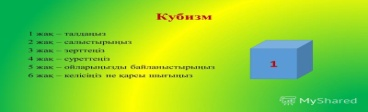 Кубизм
1 жақ – талдаңыз
2 жақ – салыстырыңыз
3 жақ – зерттеңіз
4 жақ – суреттеңіз
5 жақ – ойларыңызды байланыстырыңыз
6 жақ – келісіңіз не қарсы шығыңыз
1
MyShared